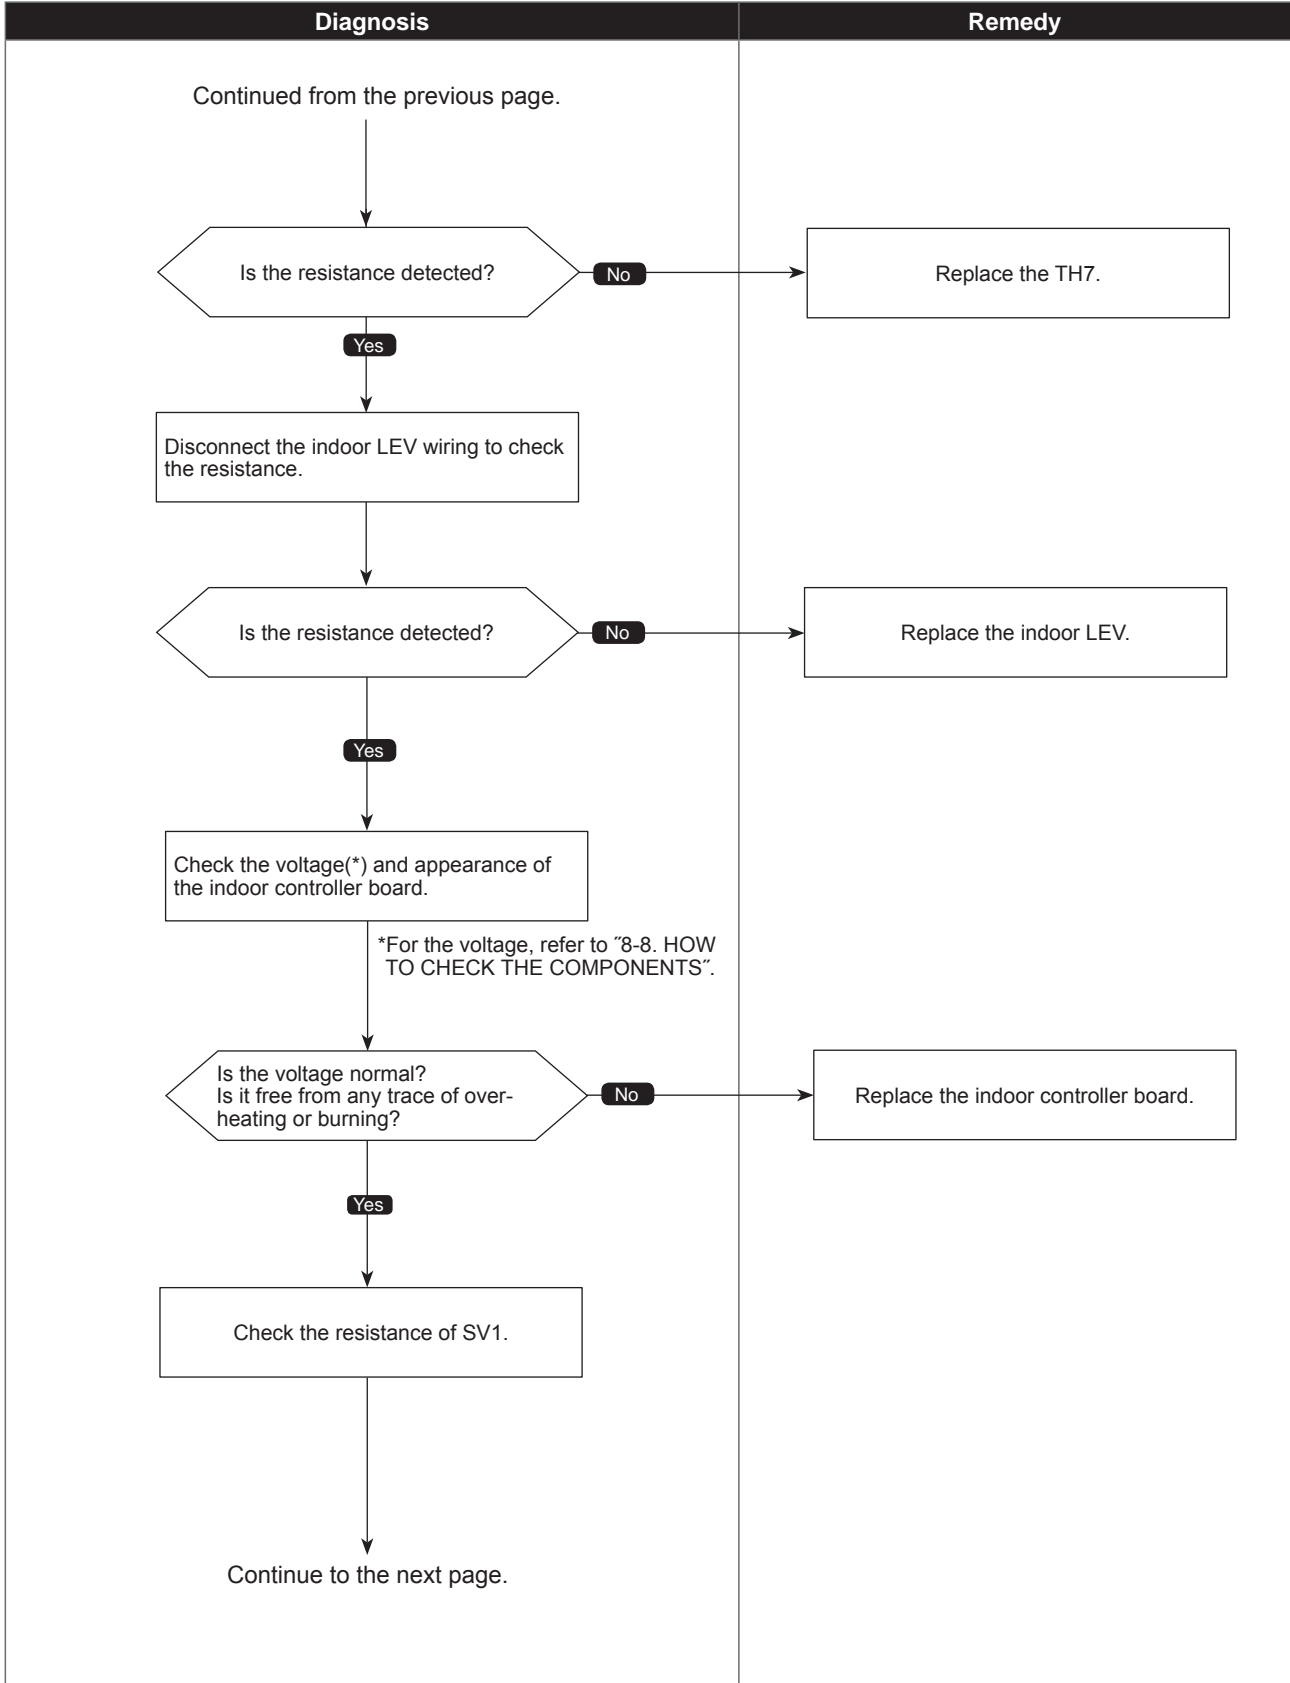 Diagnosis
Remedy
Continued from the previous page.
Is the resistance detected?
No
Replace the TH7.
Yes
Disconnect the indoor LEV wiring to check
the resistance.
Is the resistance detected?
No
Replace the indoor LEV.
Yes
Check the voltage(*) and appearance of
the indoor controller board.
*For the voltage, refer to ˝8-8. HOW
TO CHECK THE COMPONENTS˝.
Is the voltage normal?
Is it free from any trace of over-
heating or burning?
No
Replace the indoor controller board.
Yes
Check the resistance of SV1.
Continue to the next page.